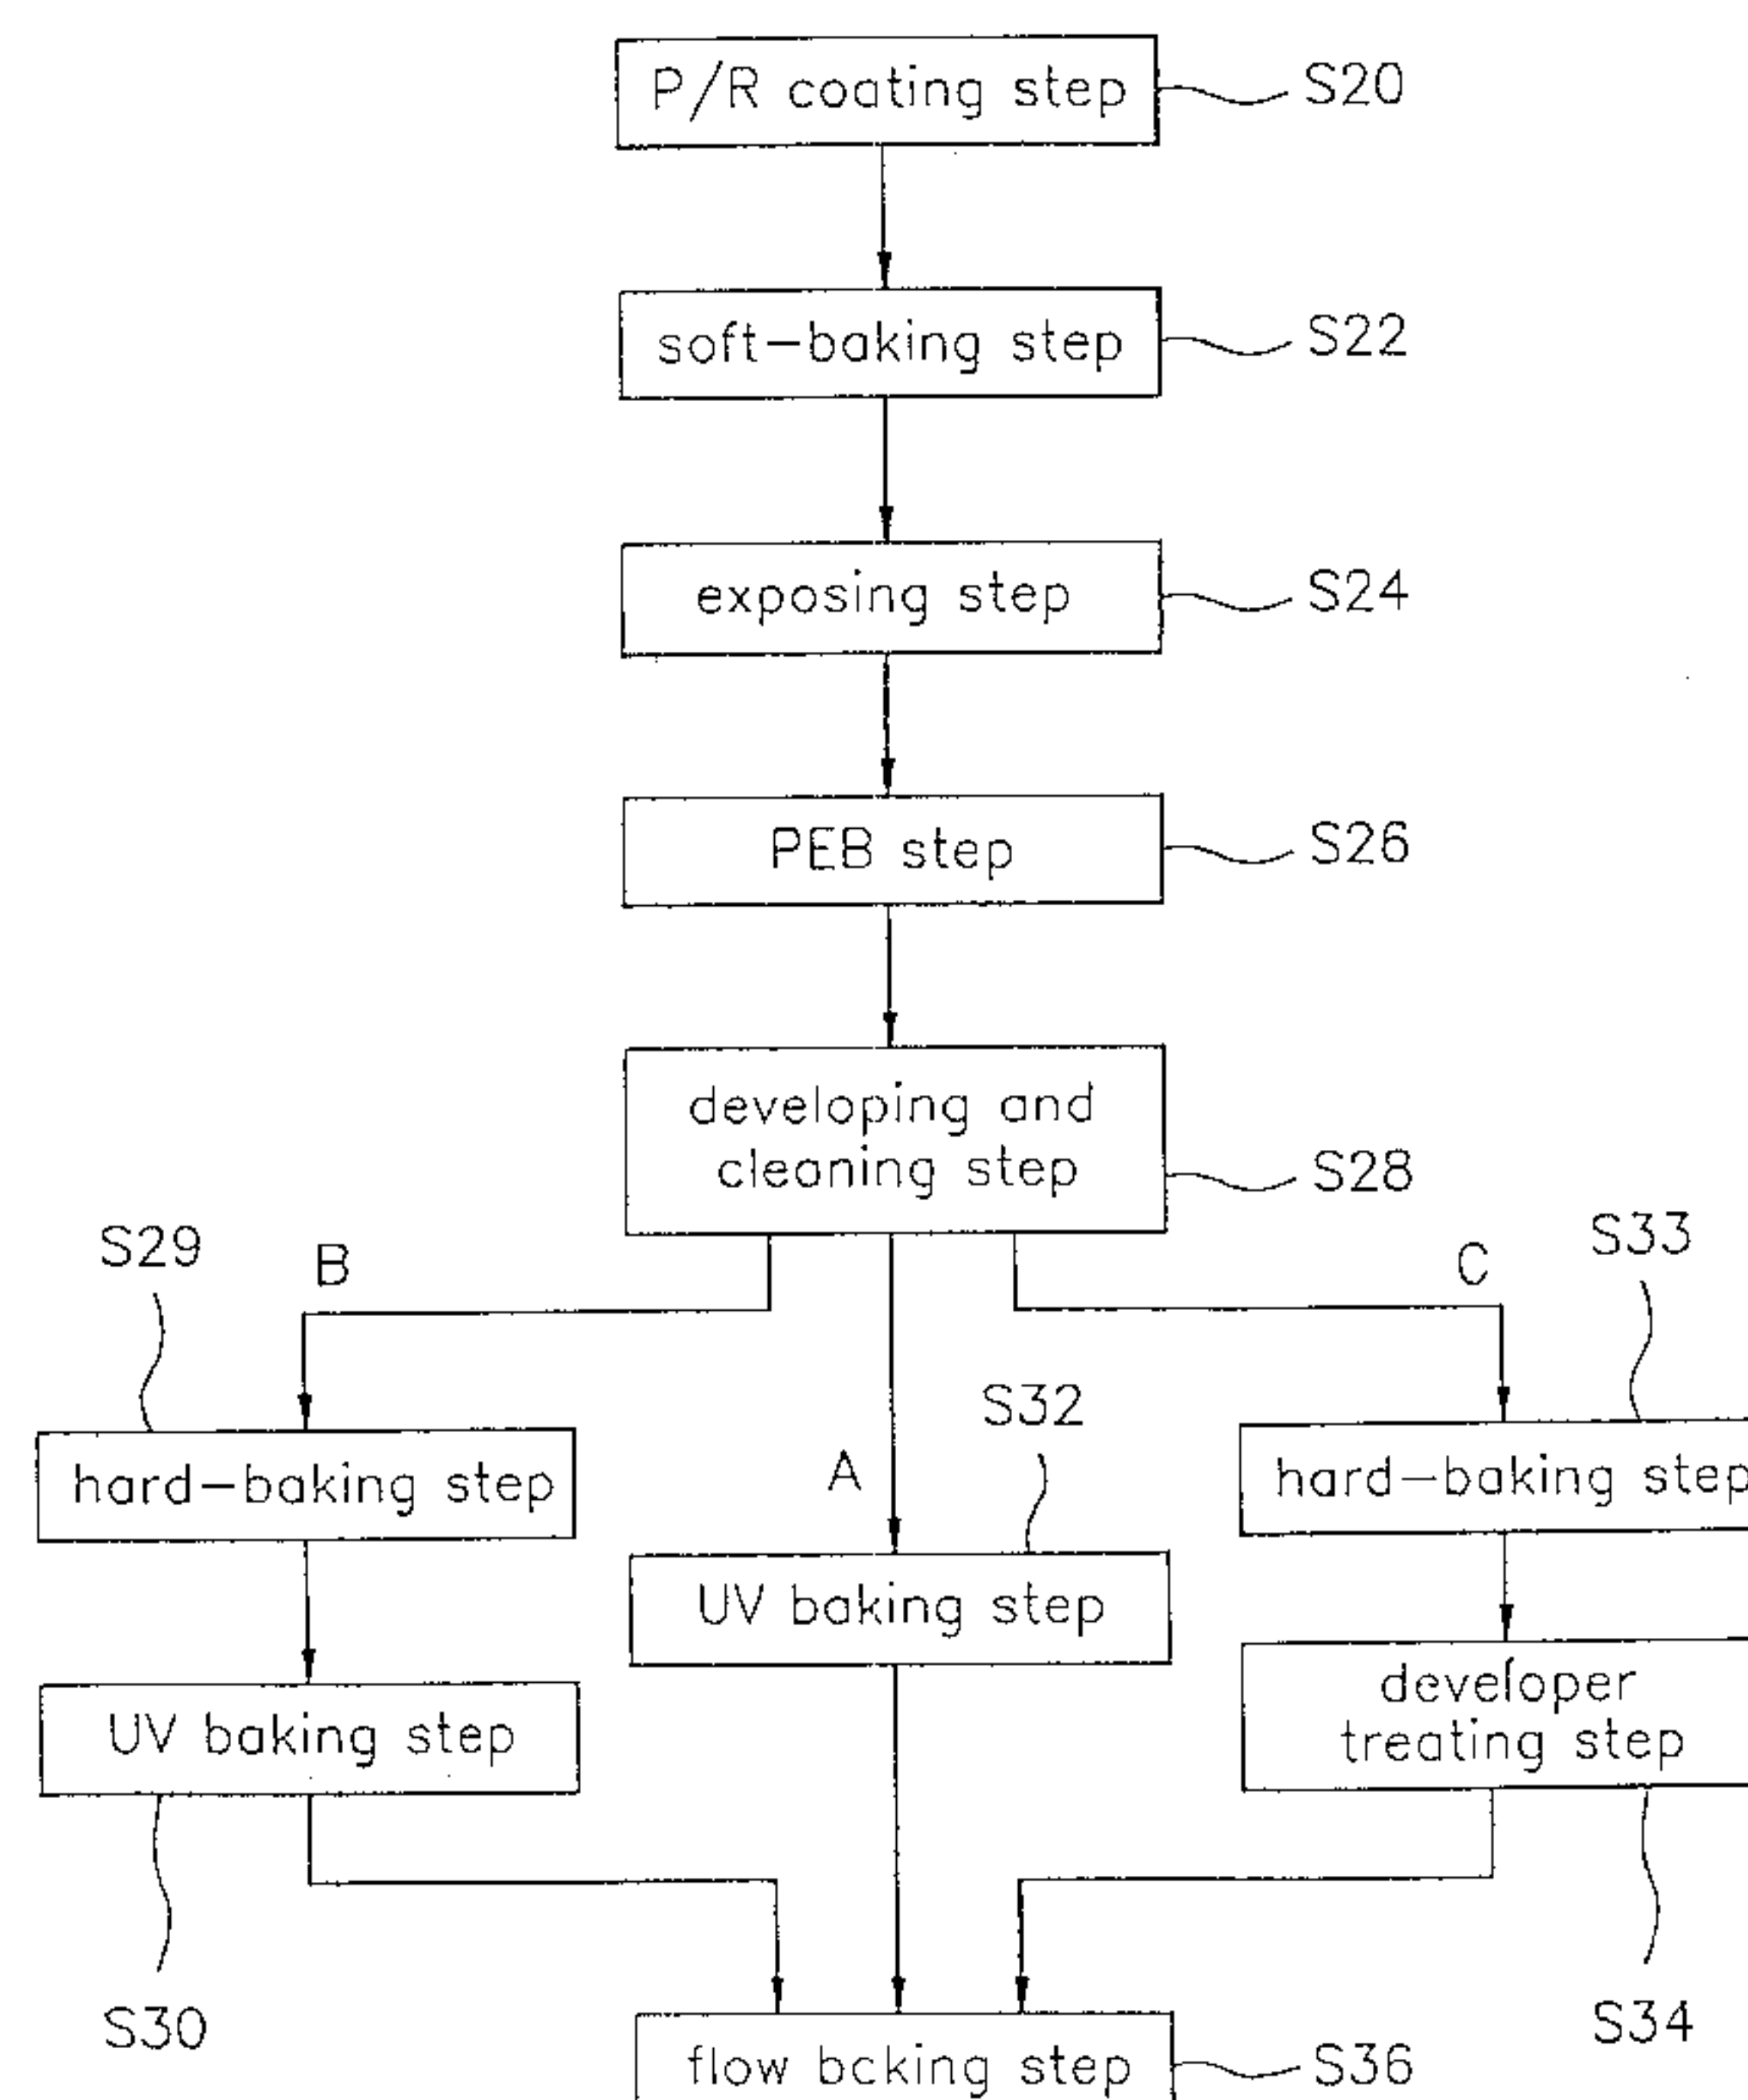 P/R coating step
S20
soft-baking step
S22
exposing step
S24
PEB step
S26
developing and
cleaning step
S28
S29
B
C
S33
S32
hard-baking step
A
hard-baking step
UV baking step
UV baking step
developer
treating step
S30
S34
flow bcking step
S36